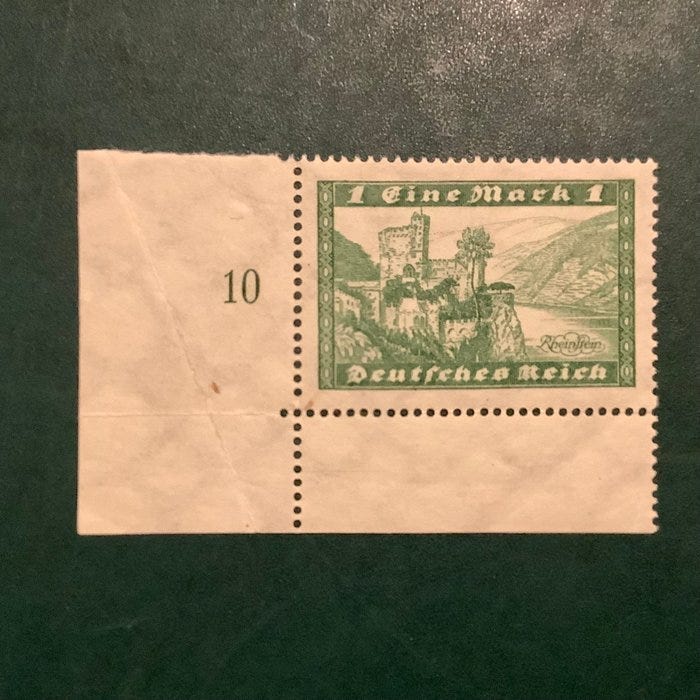 1 Eine Mark 1
10
Rheinstein
Deutsches Reich